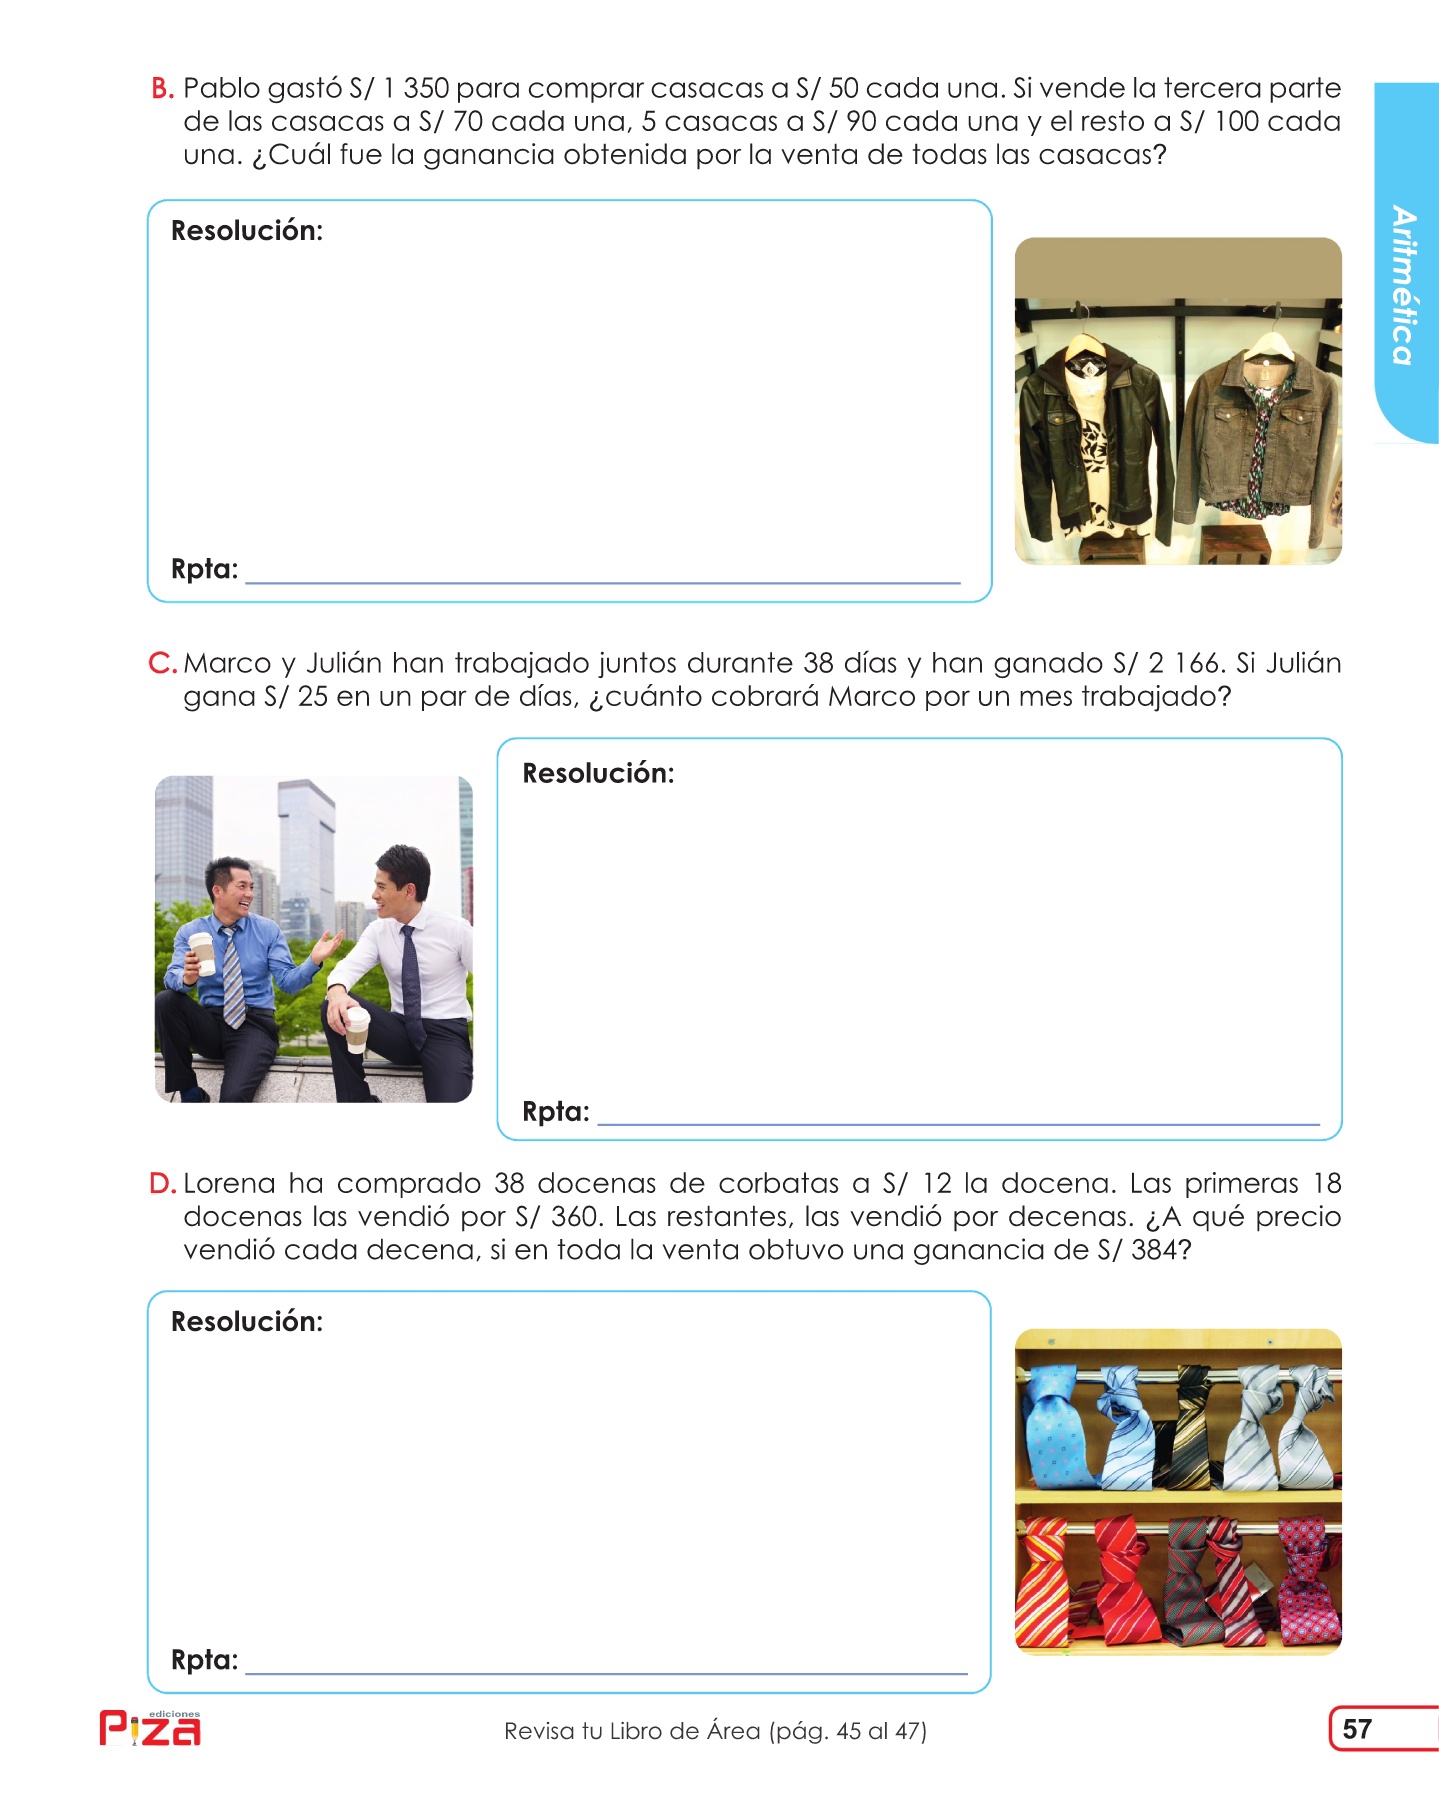 B. Pablo gastó S/ 1 350 para comprar casacas a S/ 50 cada una. Si vende la tercera parte
de las casacas a S/ 70 cada una, 5 casacas a S/ 90 cada una y el resto a S/ 100 cada
una. ¿Cuál fue la ganancia obtenida por la venta de todas las casacas?
Aritmética
Resolución:
Rpta:
C. Marco y Julián han trabajado juntos durante 38 días y han ganado S/ 2 166. Si Julián
gana S/ 25 en un par de días, ¿cuánto cobrará Marco por un mes trabajado?
Resolución:
Rpta:
D. Lorena ha comprado 38 docenas de corbatas a S/ 12 la docena. Las primeras 18
docenas las vendió por S/ 360. Las restantes, las vendió por decenas. ¿A qué precio
vendió cada decena, si en toda la venta obtuvo una ganancia de S/ 384?
Resolución:
Rpta:
ediciones
Piza
Revisa tu Libro de Área (pág. 45 al 47)
57